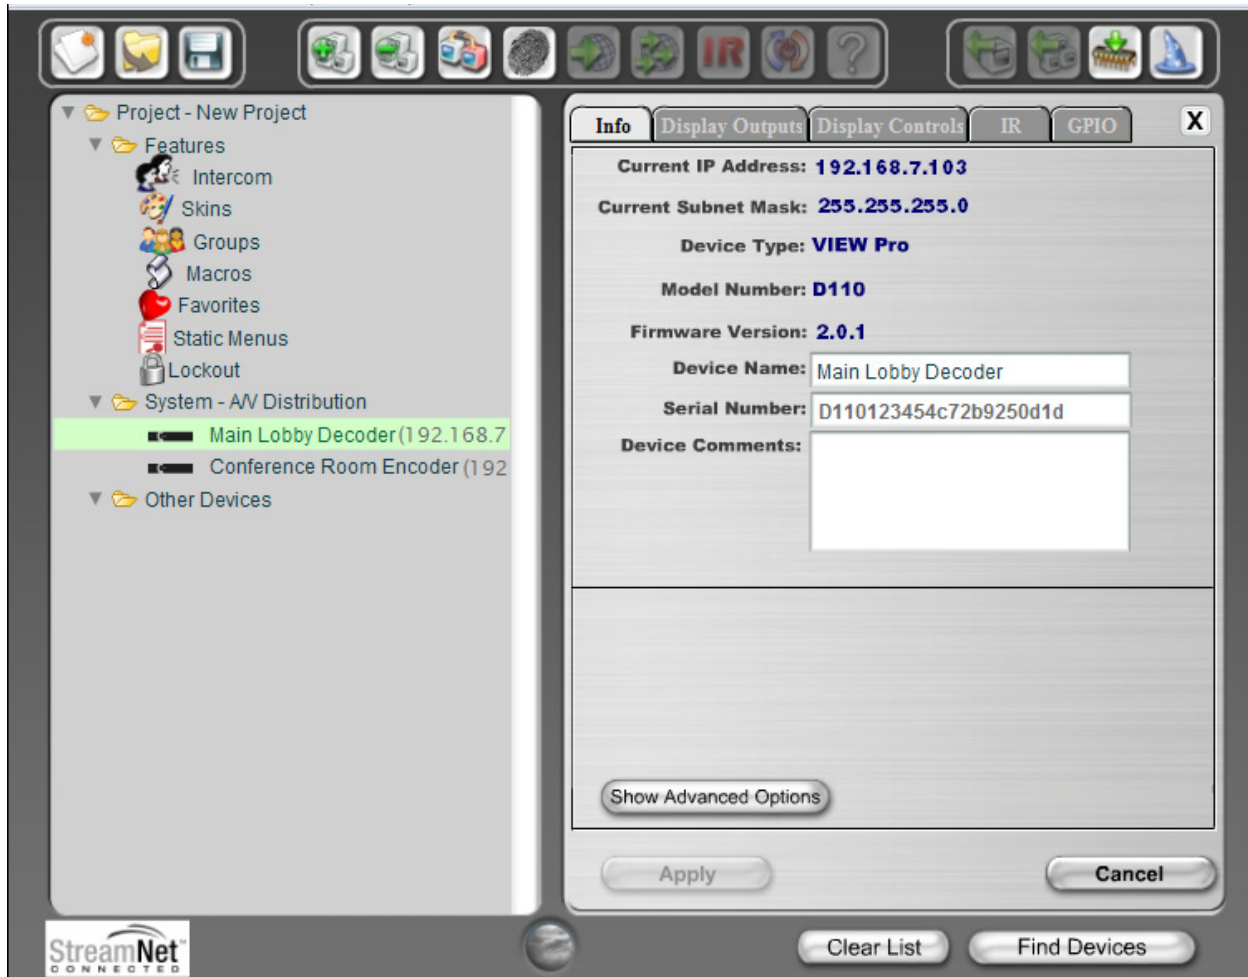 IR
?
Project - New Project
Features
Intercom
Skins
Groups
Macros
Favorites
Static Menus
Lockout
System - A/V Distribution
Main Lobby Decoder(192.168.7
Conference Room Encoder (192
Other Devices
Info Display Outputs Display Controls IR GPIO X
Current IP Address: 192.168.7.103
Current Subnet Mask: 255.255.255.0
Device Type: VIEW Pro
Model Number: D110
Firmware Version: 2.0.1
Device Name: Main Lobby Decoder
Serial Number: D110123454c72b9250d1d
Device Comments:
Show Advanced Options
Apply Cancel
StreamNet™
CONNECTED
Clear List Find Devices